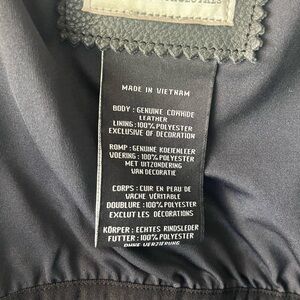 MADE IN VIETNAM
BODY : GENUINE COWHIDE
LEATHER
LINING : 100% POLYESTER
EXCLUSIVE OF DECORATION
ROMP : GENUINE KOEIENLEER
VOERING : 100% POLYESTER
MET UITZONDERING
VAN DECORATIE
CORPS : CUIR EN PEAU DE
VACHE VÉRITABLE
DOUBLURE : 100% POLYESTER
EXCLUT LES DÉCORATIONS
KÖRPER : ECHTES RINDSLEDER
FUTTER : 100% POLYESTER
OHNE VERZIERUNG